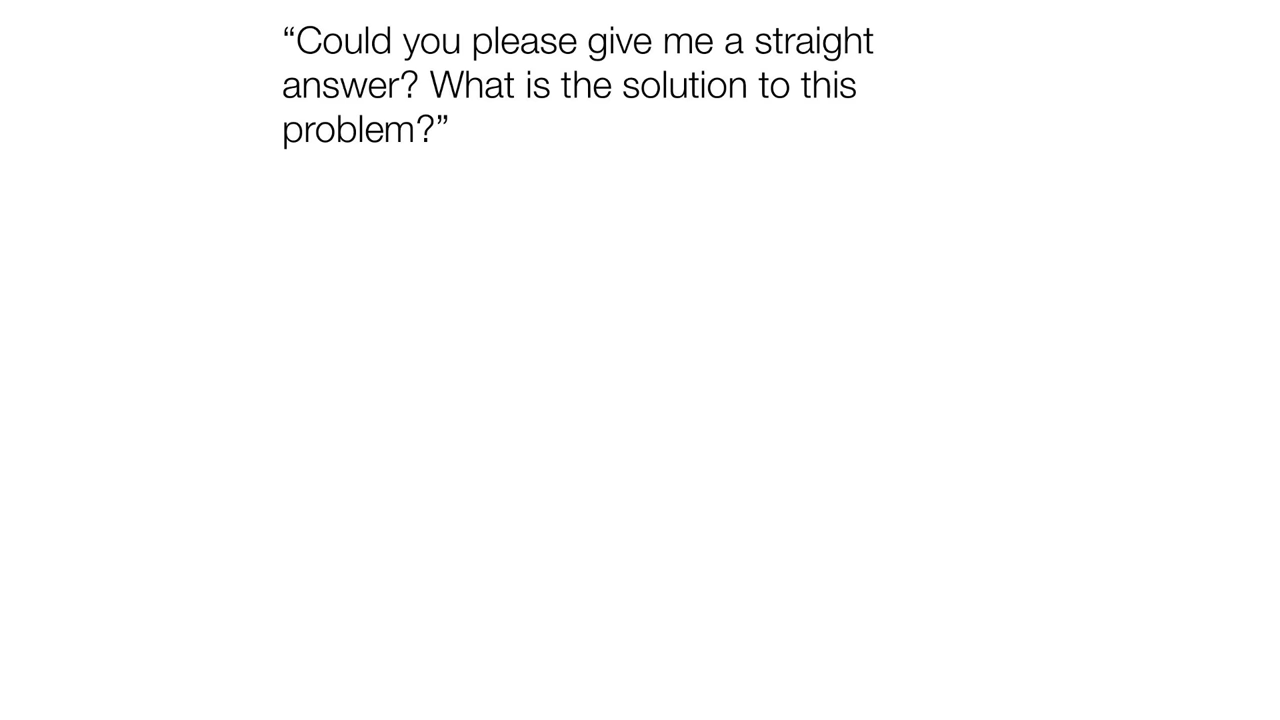 “Could you please give me a straight
answer? What is the solution to this
problem?”